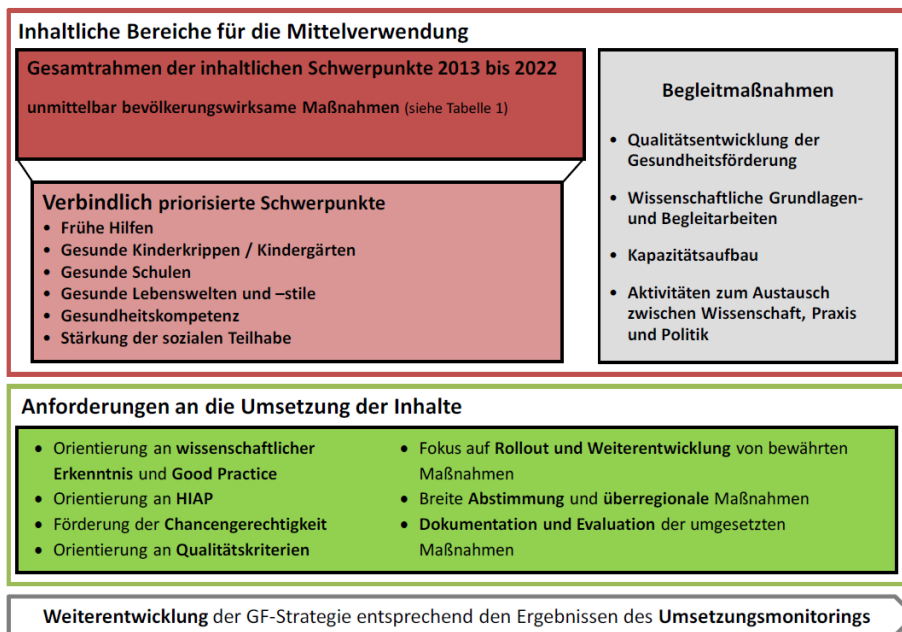 Inhaltliche Bereiche für die Mittelverwendung
Gesamtrahmen der inhaltlichen Schwerpunkte 2013 bis 2022
unmittelbar bevölkerungswirksame Maßnahmen (siehe Tabelle 1)
Verbindlich priorisierte Schwerpunkte
• Frühe Hilfen
• Gesunde Kinderkrippen / Kindergärten
• Gesunde Schulen
• Gesunde Lebenswelten und –stile
• Gesundheitskompetenz
• Stärkung der sozialen Teilhabe
Begleitmaßnahmen
• Qualitätsentwicklung der
Gesundheitsförderung
• Wissenschaftliche Grundlagen-
und Begleitarbeiten
• Kapazitätsaufbau
• Aktivitäten zum Austausch
zwischen Wissenschaft, Praxis
und Politik
Anforderungen an die Umsetzung der Inhalte
• Orientierung an wissenschaftlicher
Erkenntnis und Good Practice
• Orientierung an HIAP
• Förderung der Chancengerechtigkeit
• Orientierung an Qualitätskriterien
• Fokus auf Rollout und Weiterentwicklung von bewährten
Maßnahmen
• Breite Abstimmung und überregionale Maßnahmen
• Dokumentation und Evaluation der umgesetzten
Maßnahmen
Weiterentwicklung der GF-Strategie entsprechend den Ergebnissen des Umsetzungsmonitorings